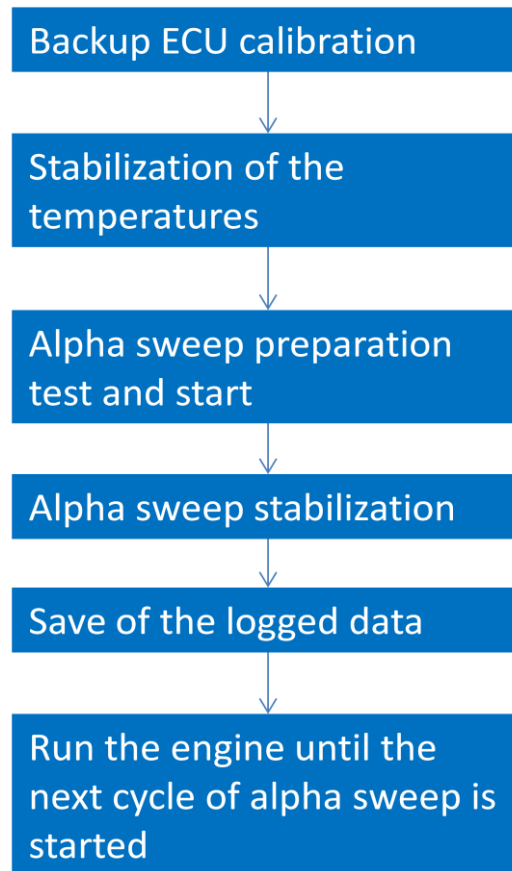 Backup ECU calibration
Stabilization of the
temperatures
Alpha sweep preparation
test and start
Alpha sweep stabilization
Save of the logged data
Run the engine until the
next cycle of alpha sweep is
started